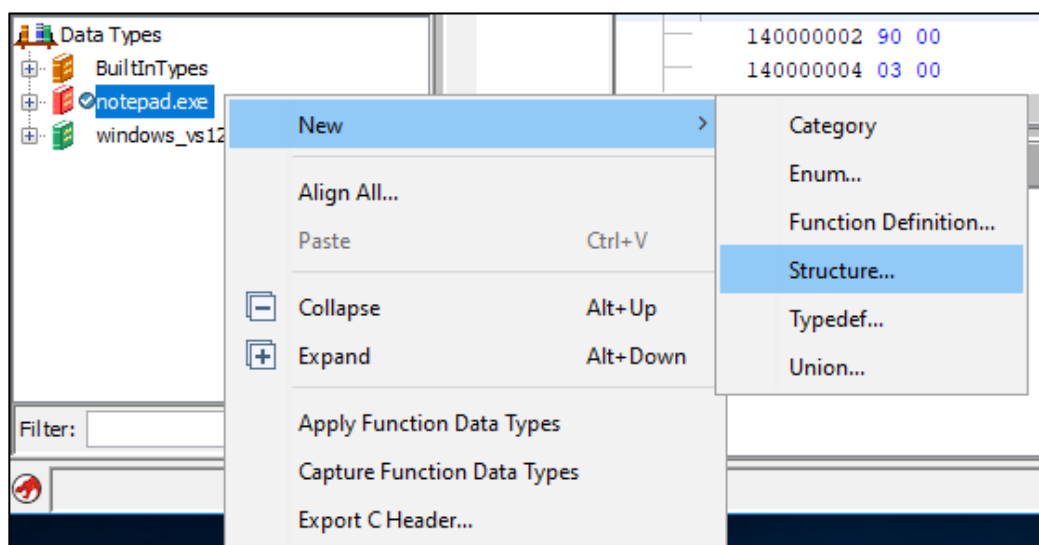 Data Types
BuiltInTypes
notepad.exe
windows_vs12
140000002 90 00
140000004 03 00
New >
Align All...
Paste Ctrl+V
Collapse Alt+Up
Expand Alt+Down
Apply Function Data Types
Capture Function Data Types
Export C Header...
Category
Enum...
Function Definition...
Structure...
Typedef...
Union...
Filter: